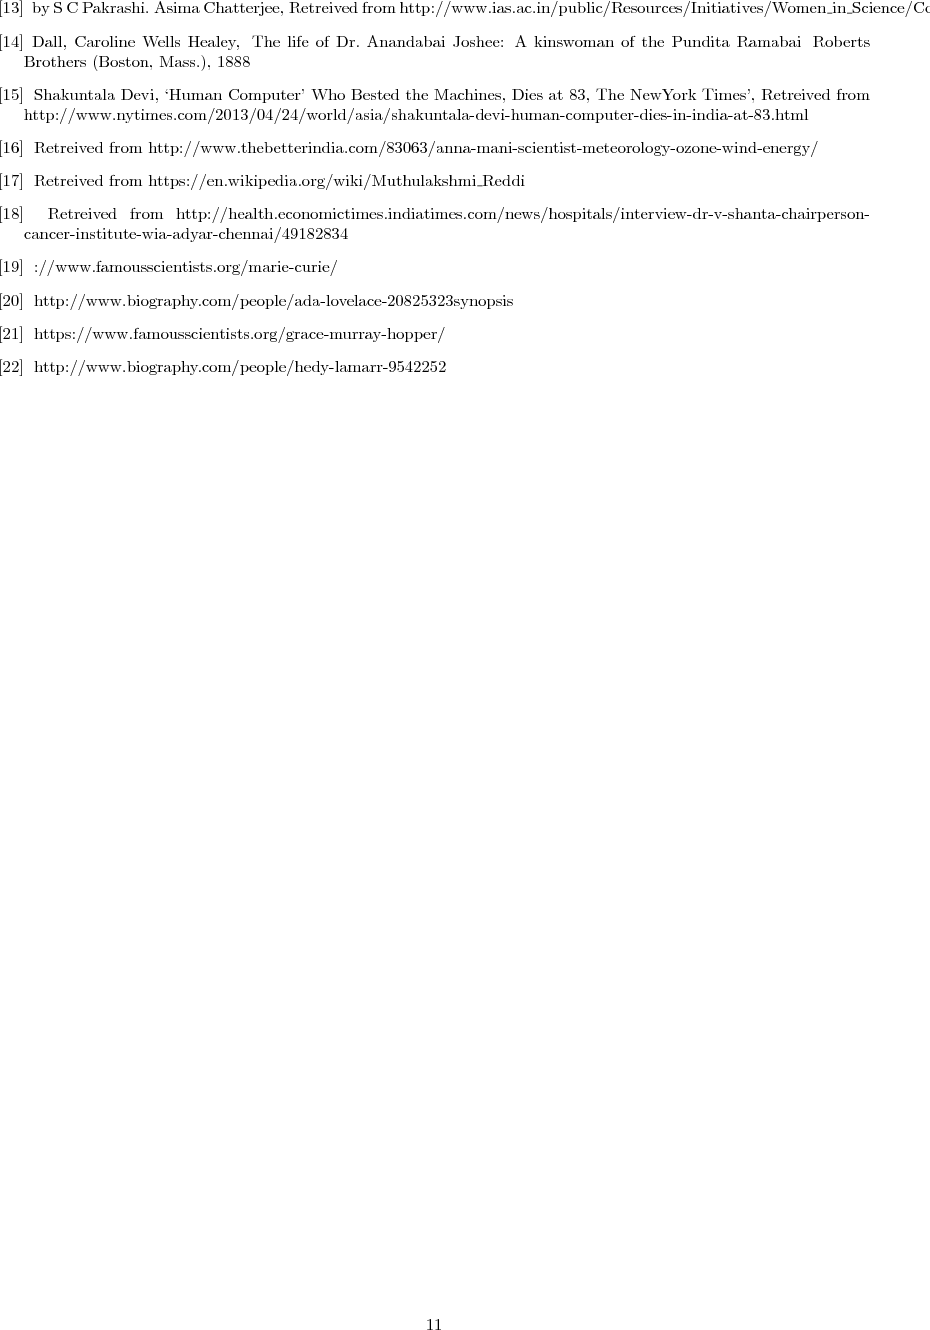 [13] by S C Pakrashi. Asima Chatterjee, Retreived from http://www.ias.ac.in/public/Resources/Initiatives/Women_in_Science/Co
[14] Dall, Caroline Wells Healey, The life of Dr. Anandabai Joshee: A kinswoman of the Pundita Ramabai Roberts
Brothers (Boston, Mass.), 1888
[15] Shakuntala Devi, ‘Human Computer’ Who Bested the Machines, Dies at 83, The NewYork Times’, Retreived from
http://www.nytimes.com/2013/04/24/world/asia/shakuntala-devi-human-computer-dies-in-india-at-83.html
[16] Retreived from http://www.thebetterindia.com/83063/anna-mani-scientist-meteorology-ozone-wind-energy/
[17] Retreived from https://en.wikipedia.org/wiki/Muthulakshmi_Reddi
[18] Retreived from http://health.economictimes.indiatimes.com/news/hospitals/interview-dr-v-shanta-chairperson-
cancer-institute-wia-adyar-chennai/49182834
[19] ://www.famousscientists.org/marie-curie/
[20] http://www.biography.com/people/ada-lovelace-20825323synopsis
[21] https://www.famousscientists.org/grace-murray-hopper/
[22] http://www.biography.com/people/hedy-lamarr-9542252
11